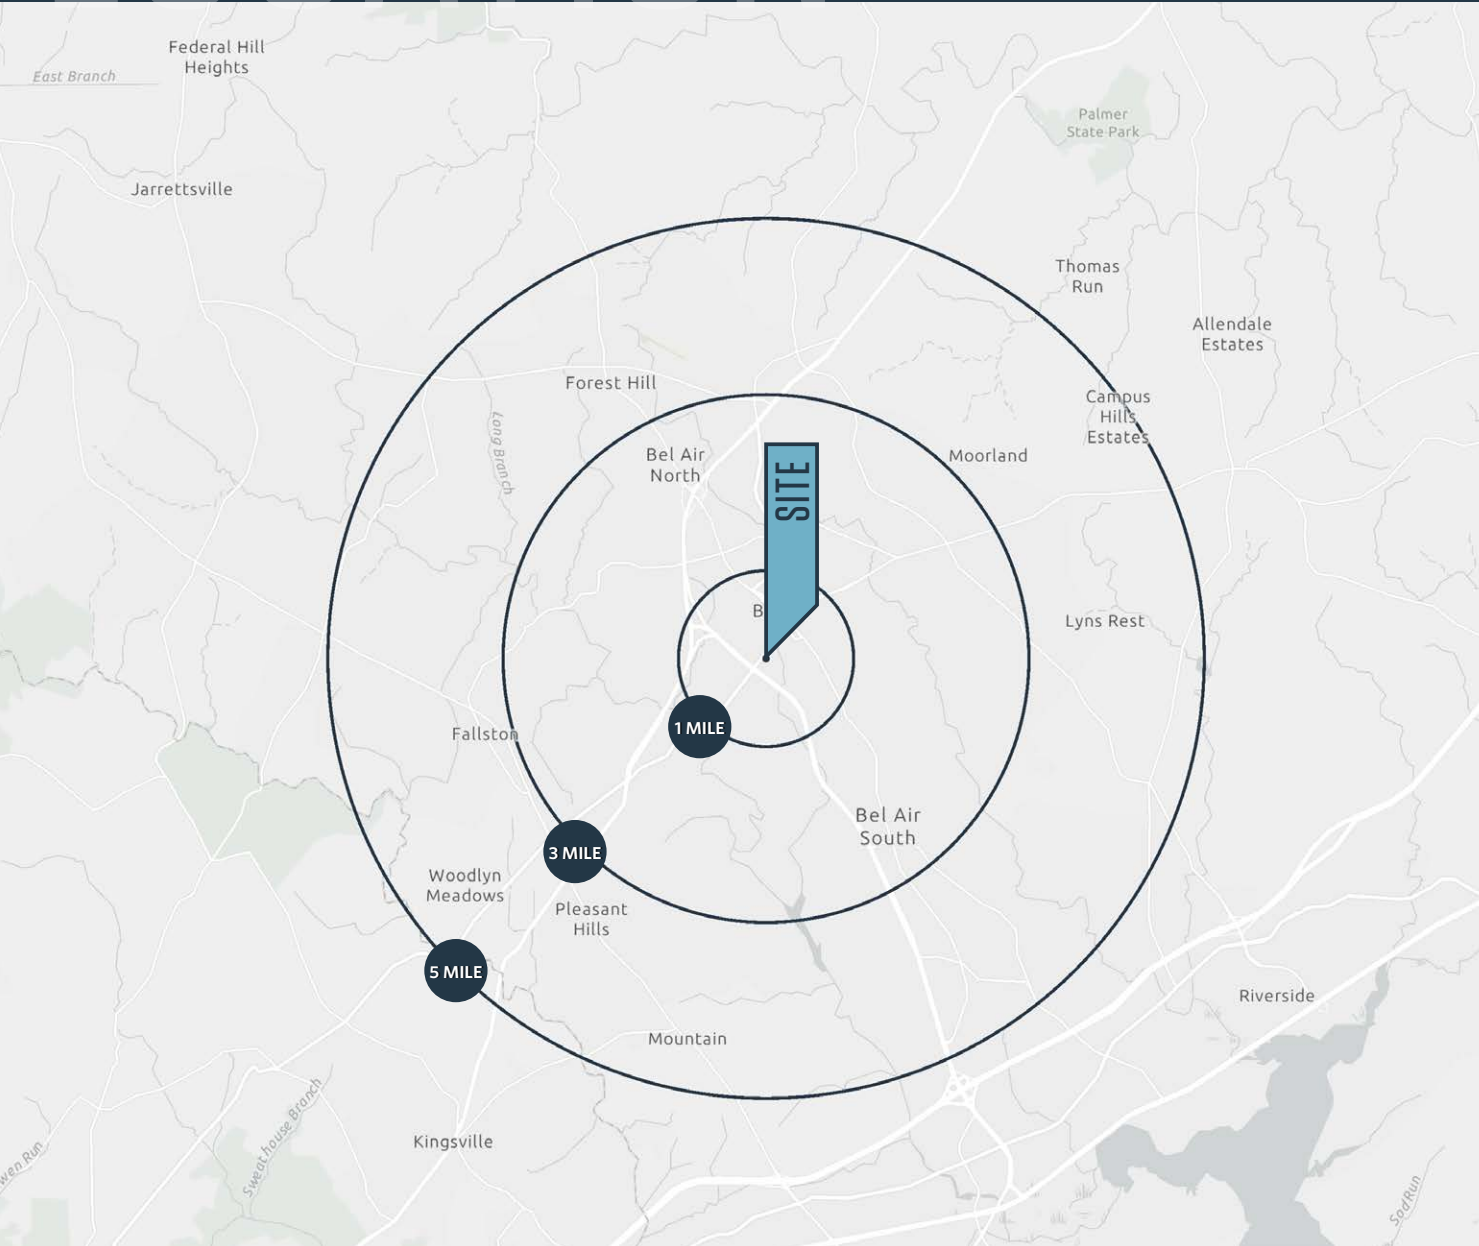 Federal Hill
Heights
East Branch
Palmer
State Park
Jarrettsville
Thomas
Run
Allendale
Estates
Forest Hill
Campus
Hills
Estates
Long Branch
Bel Air
North
Moorland
SITE
B
Lyns Rest
1 MILE
Fallston
Bel Air
South
3 MILE
Woodlyn
Meadows
Pleasant
Hills
5 MILE
Riverside
Mountain
Sweathouse Branch
Kingsville
wen Run
Sod Run